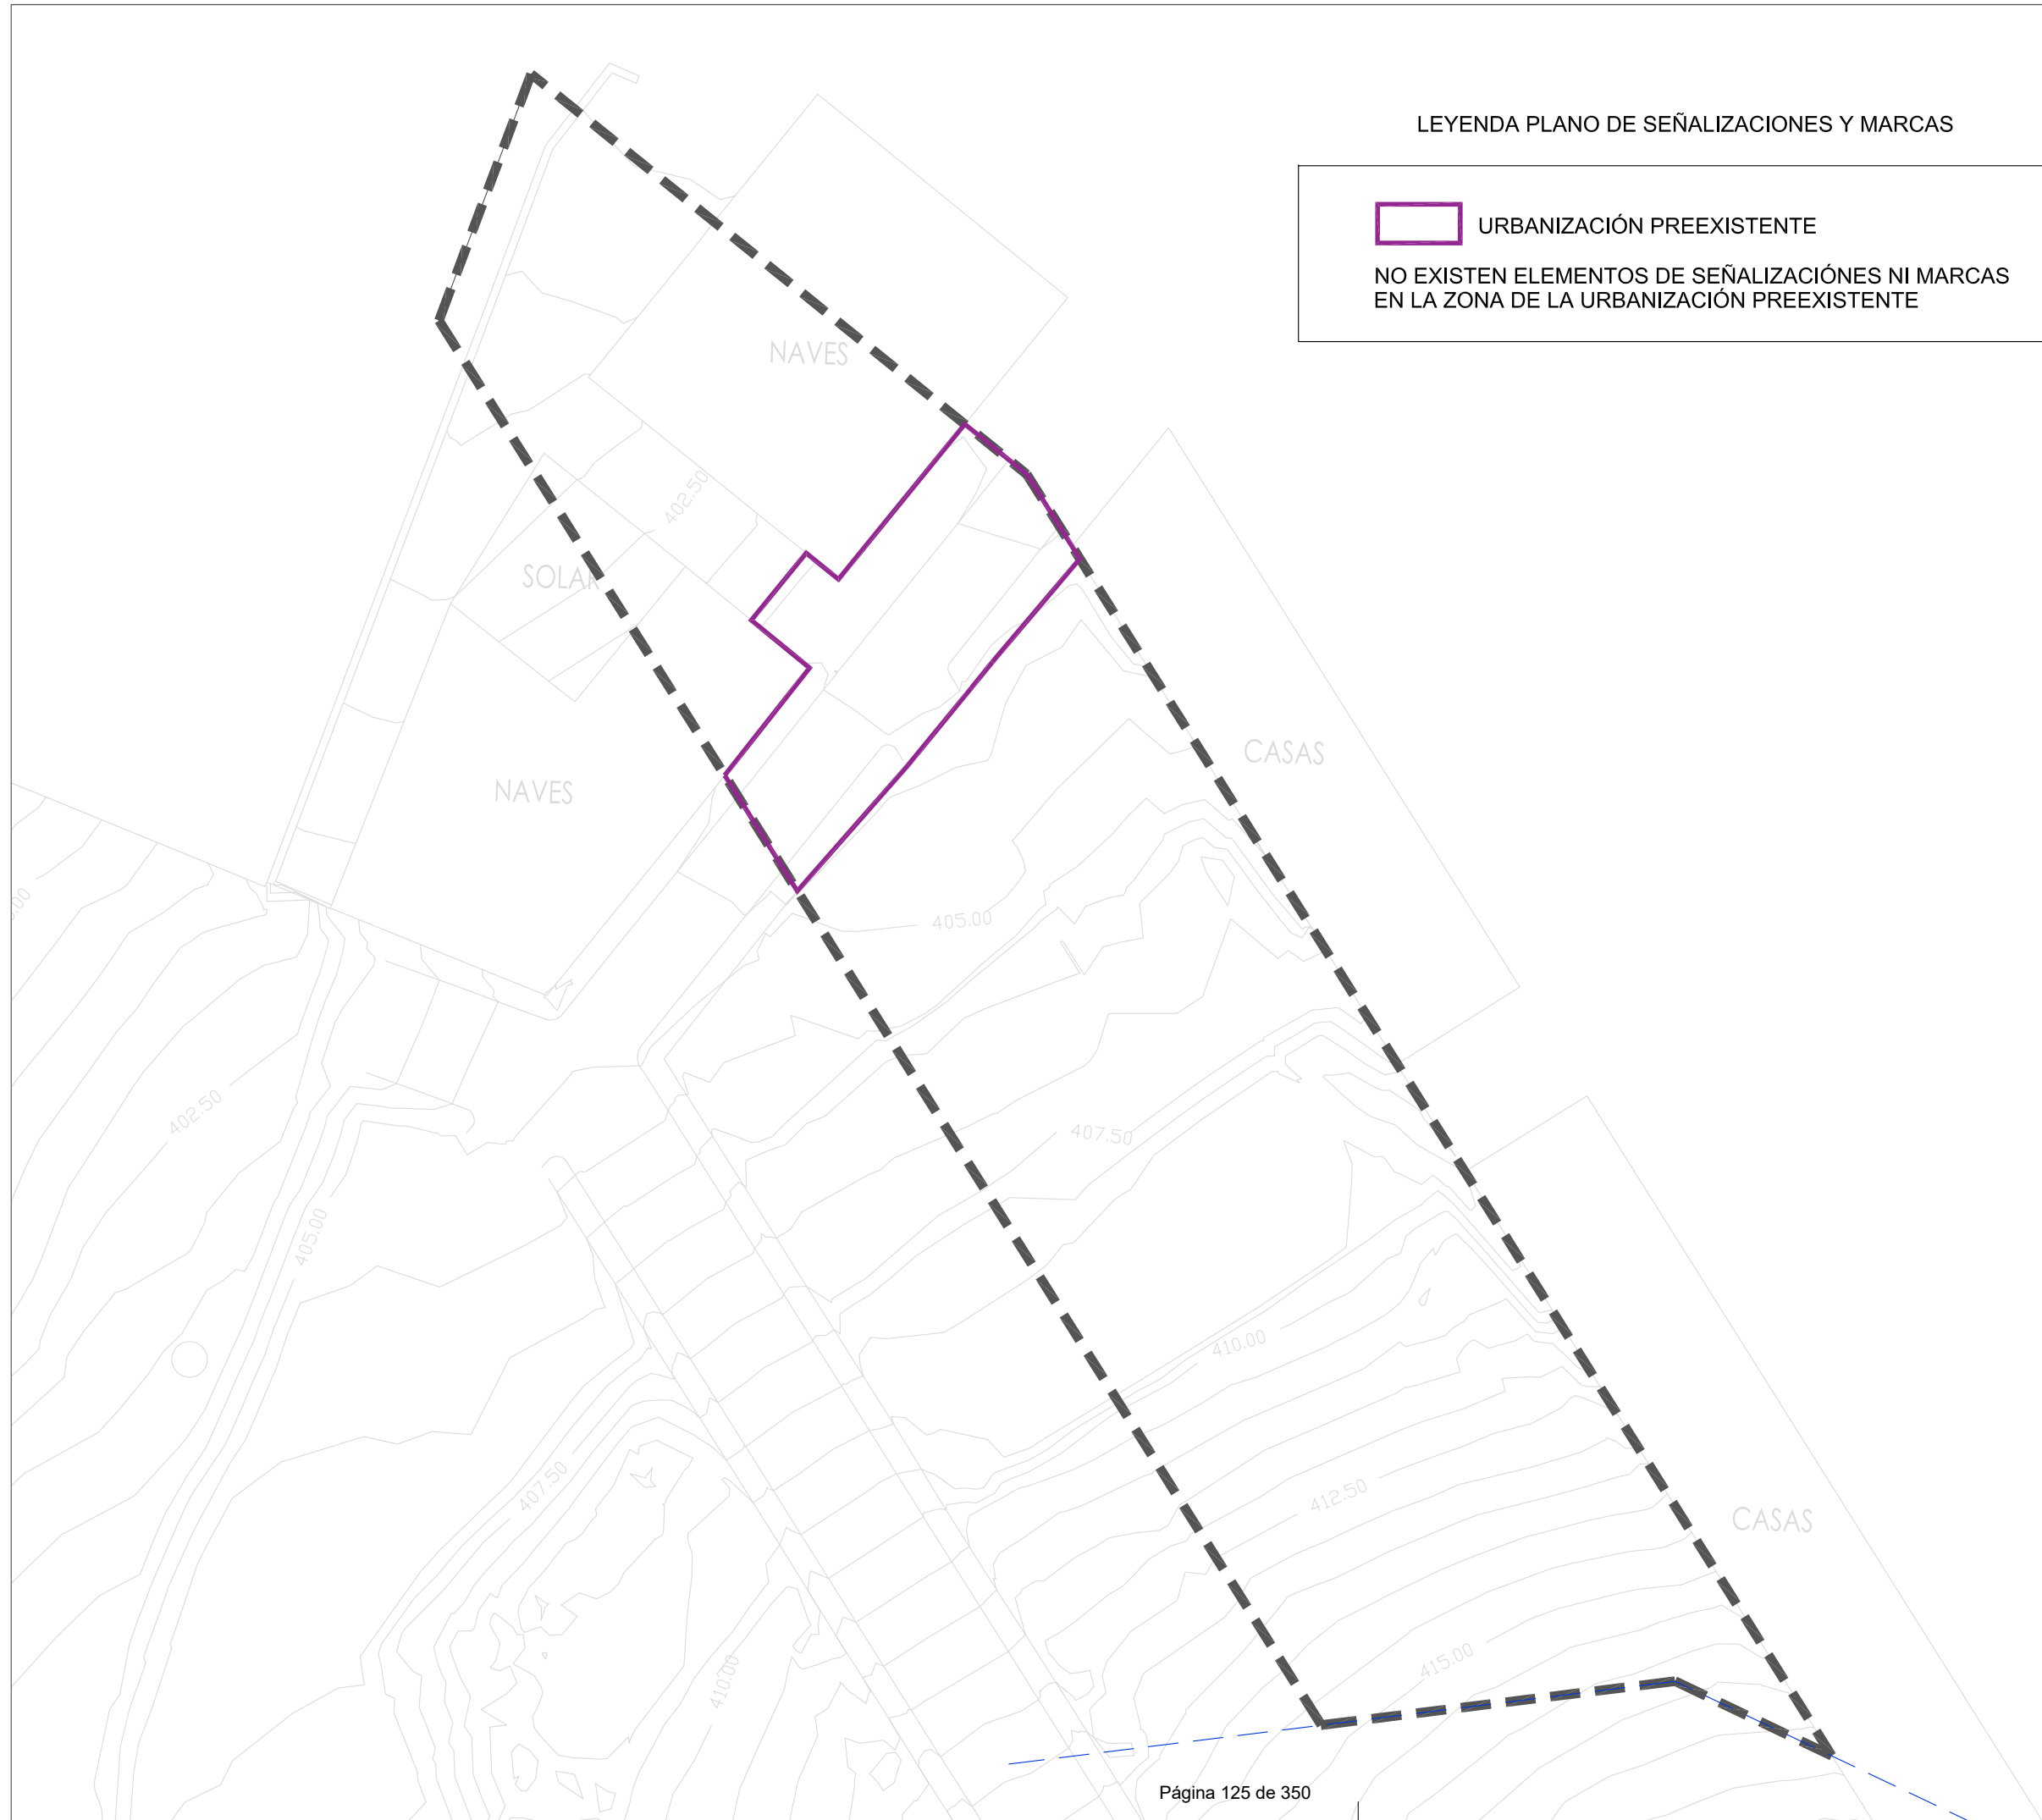 LEYENDA PLANO DE SEÑALIZACIONES Y MARCAS
URBANIZACIÓN PREEXISTENTE
NO EXISTEN ELEMENTOS DE SEÑALIZACIÓNES NI MARCAS
EN LA ZONA DE LA URBANIZACIÓN PREEXISTENTE
NAVES
402.50
SOLAR
CASAS
NAVES
405.00
402.50
407.50
405.00
410.00
407.50
412.50
CASAS
415.00
410.00
Página 125 de 350